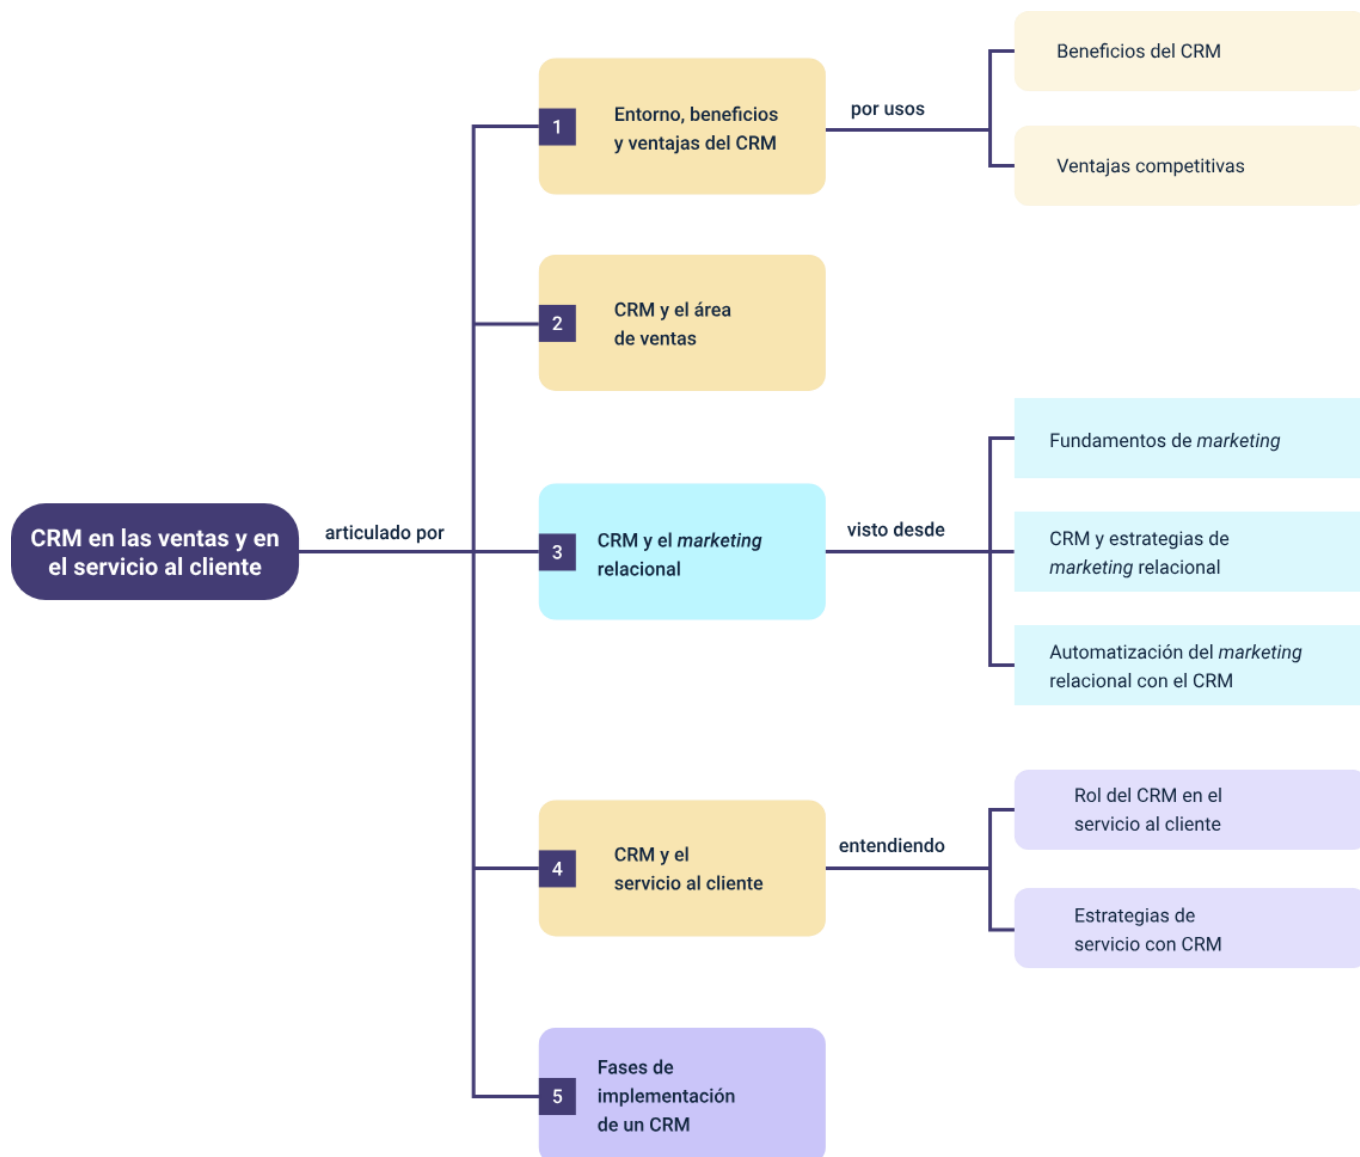 CRM en las ventas y en
el servicio al cliente
articulado por
1
Entorno, beneficios
y ventajas del CRM
por usos
Beneficios del CRM
Ventajas competitivas
2
CRM y el área
de ventas
3
CRM y el marketing
relacional
visto desde
Fundamentos de marketing
CRM y estrategias de
marketing relacional
Automatización del marketing
relacional con el CRM
4
CRM y el
servicio al cliente
entendiendo
Rol del CRM en el
servicio al cliente
Estrategias de
servicio con CRM
5
Fases de
implementación
de un CRM